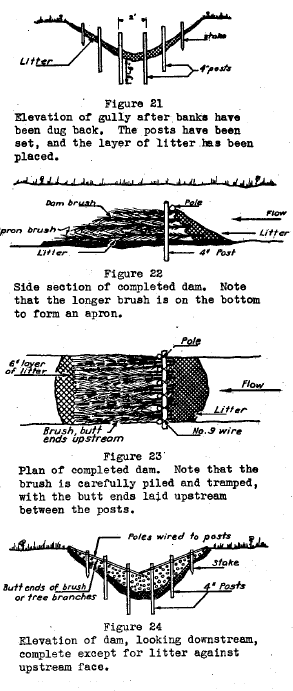 2'
Litter
stake
4" posts
Figure 21
Elevation of gully after banks have
been dug back. The posts have been
set, and the layer of litter has been
placed.
Dam brush
Pole
Flow
Apron brush
Litter
Litter
4" Post
Figure 22
Side section of completed dam. Note
that the longer brush is on the bottom
to form an apron.
Pole
6" layer
of litter
Flow
Litter
Brush, butt
ends upstream
No. 9 wire
Figure 23
Plan of completed dam. Note that the
brush is carefully piled and tramped,
with the butt ends laid upstream
between the posts.
Poles wired to posts
stake
Butt ends of brush
or tree branches
4" Posts
Figure 24
Elevation of dam, looking downstream,
complete except for litter against
upstream face.